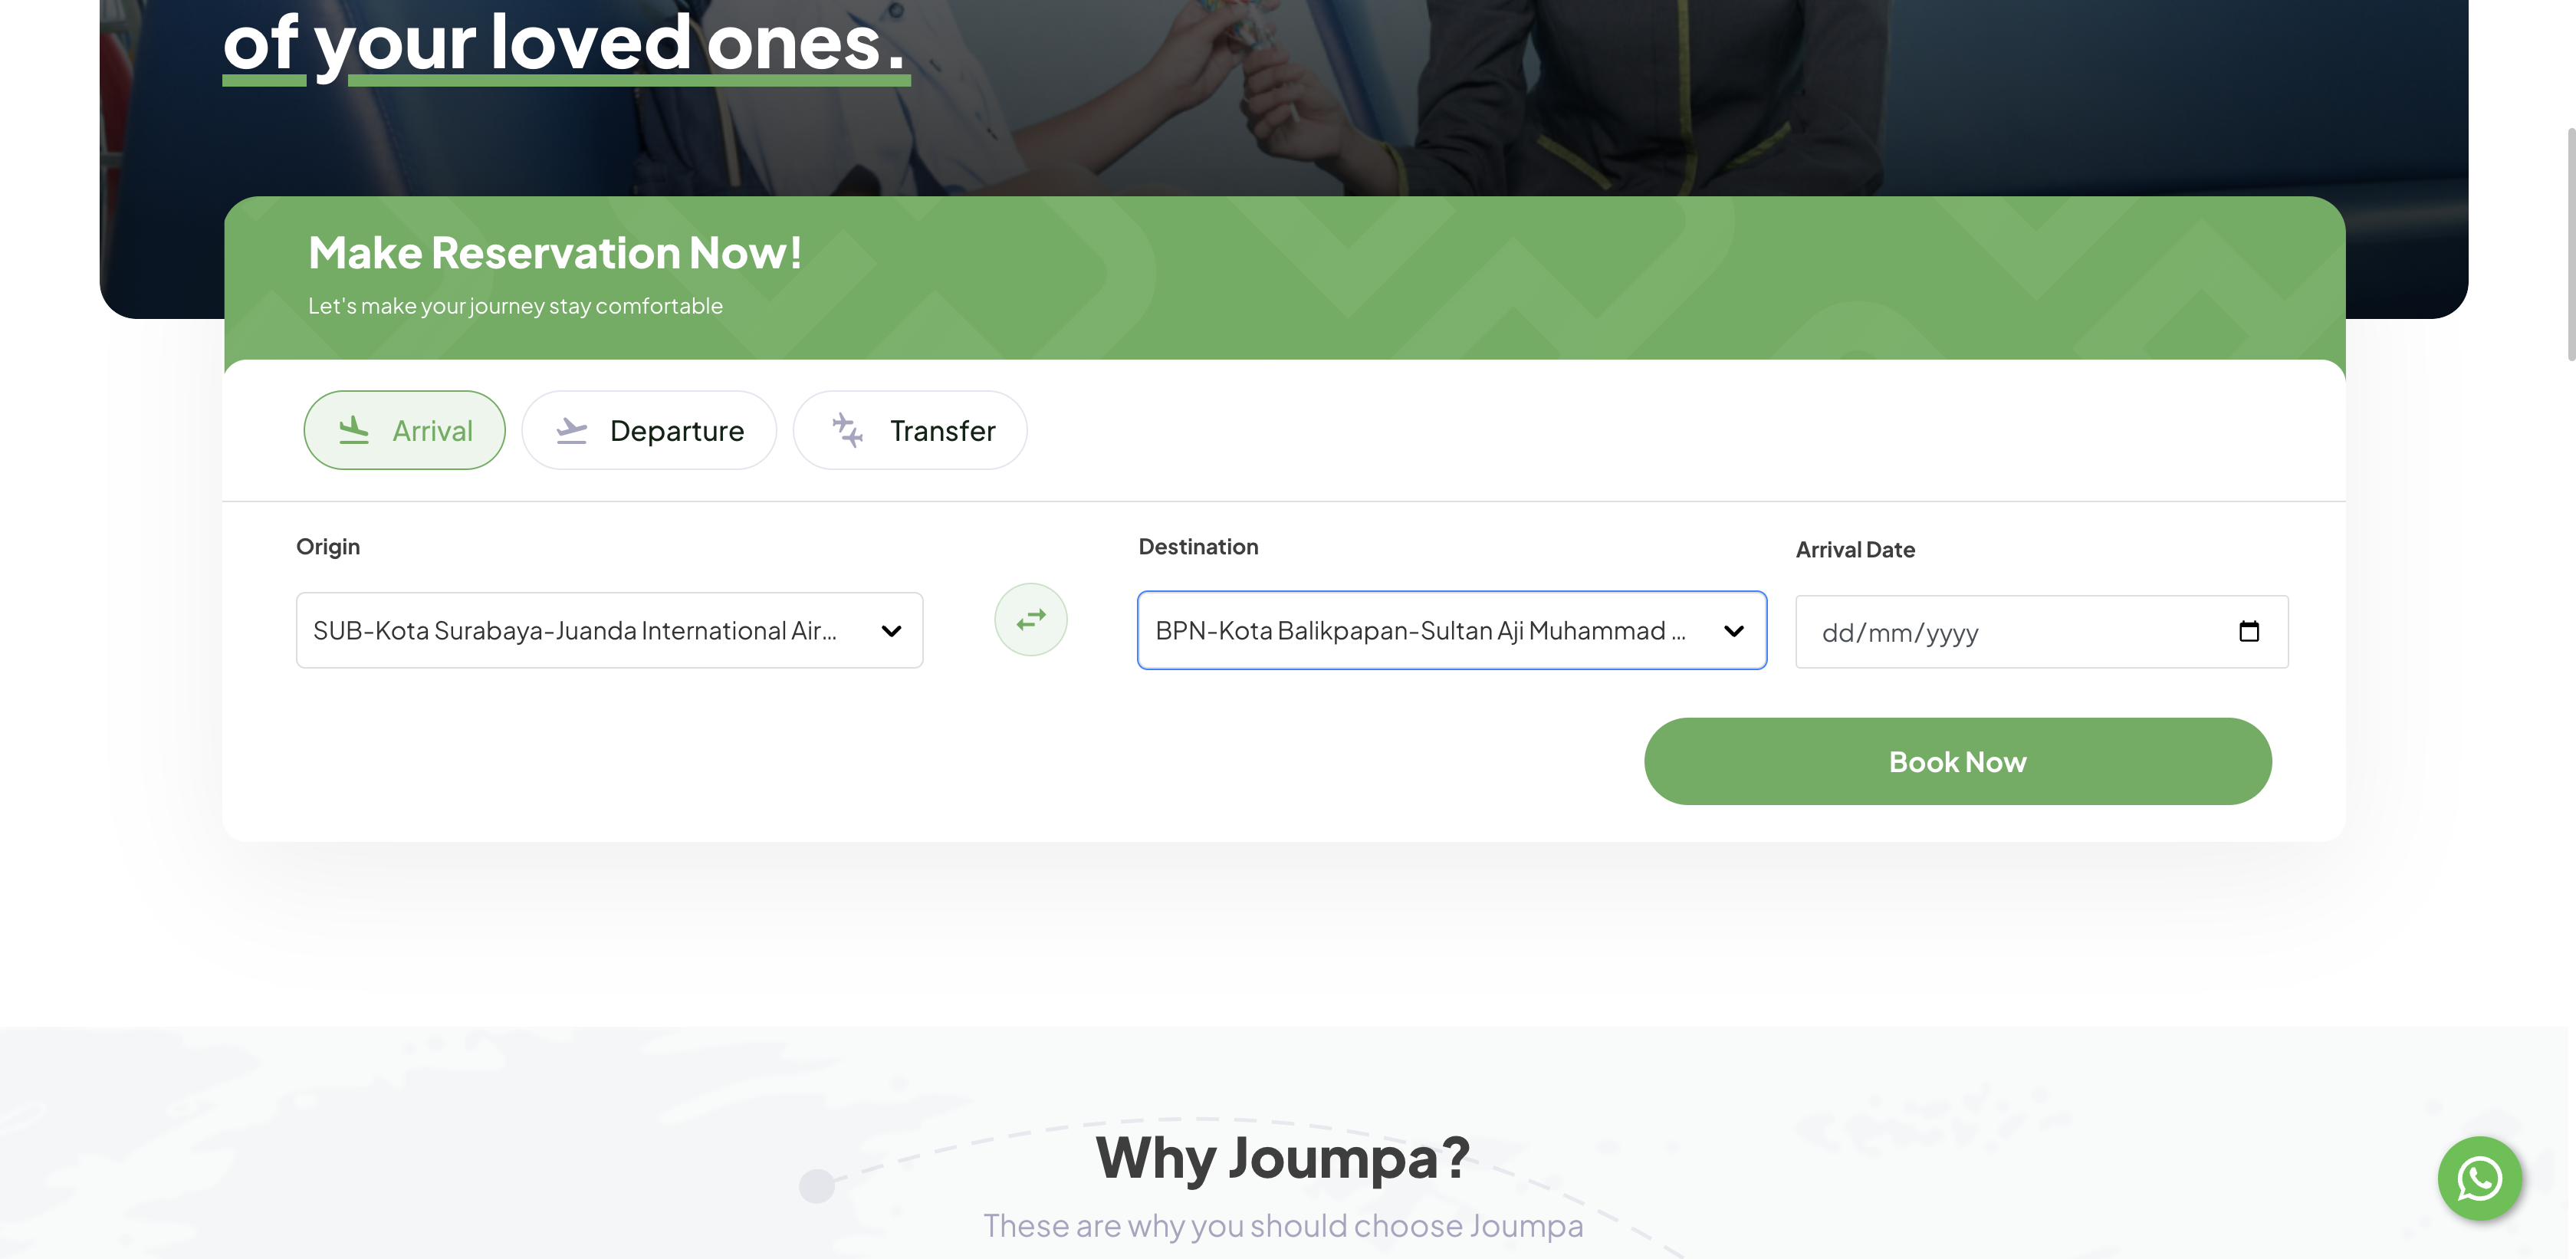 of your loved ones.
Make Reservation Now!
Let's make your journey stay comfortable
Arrival
Departure
Transfer
Origin
Destination
Arrival Date
SUB-Kota Surabaya-Juanda International Air...
BPN-Kota Balikpapan-Sultan Aji Muhammad ...
dd/mm/yyyy
Book Now
Why Joumpa?
These are why you should choose Joumpa